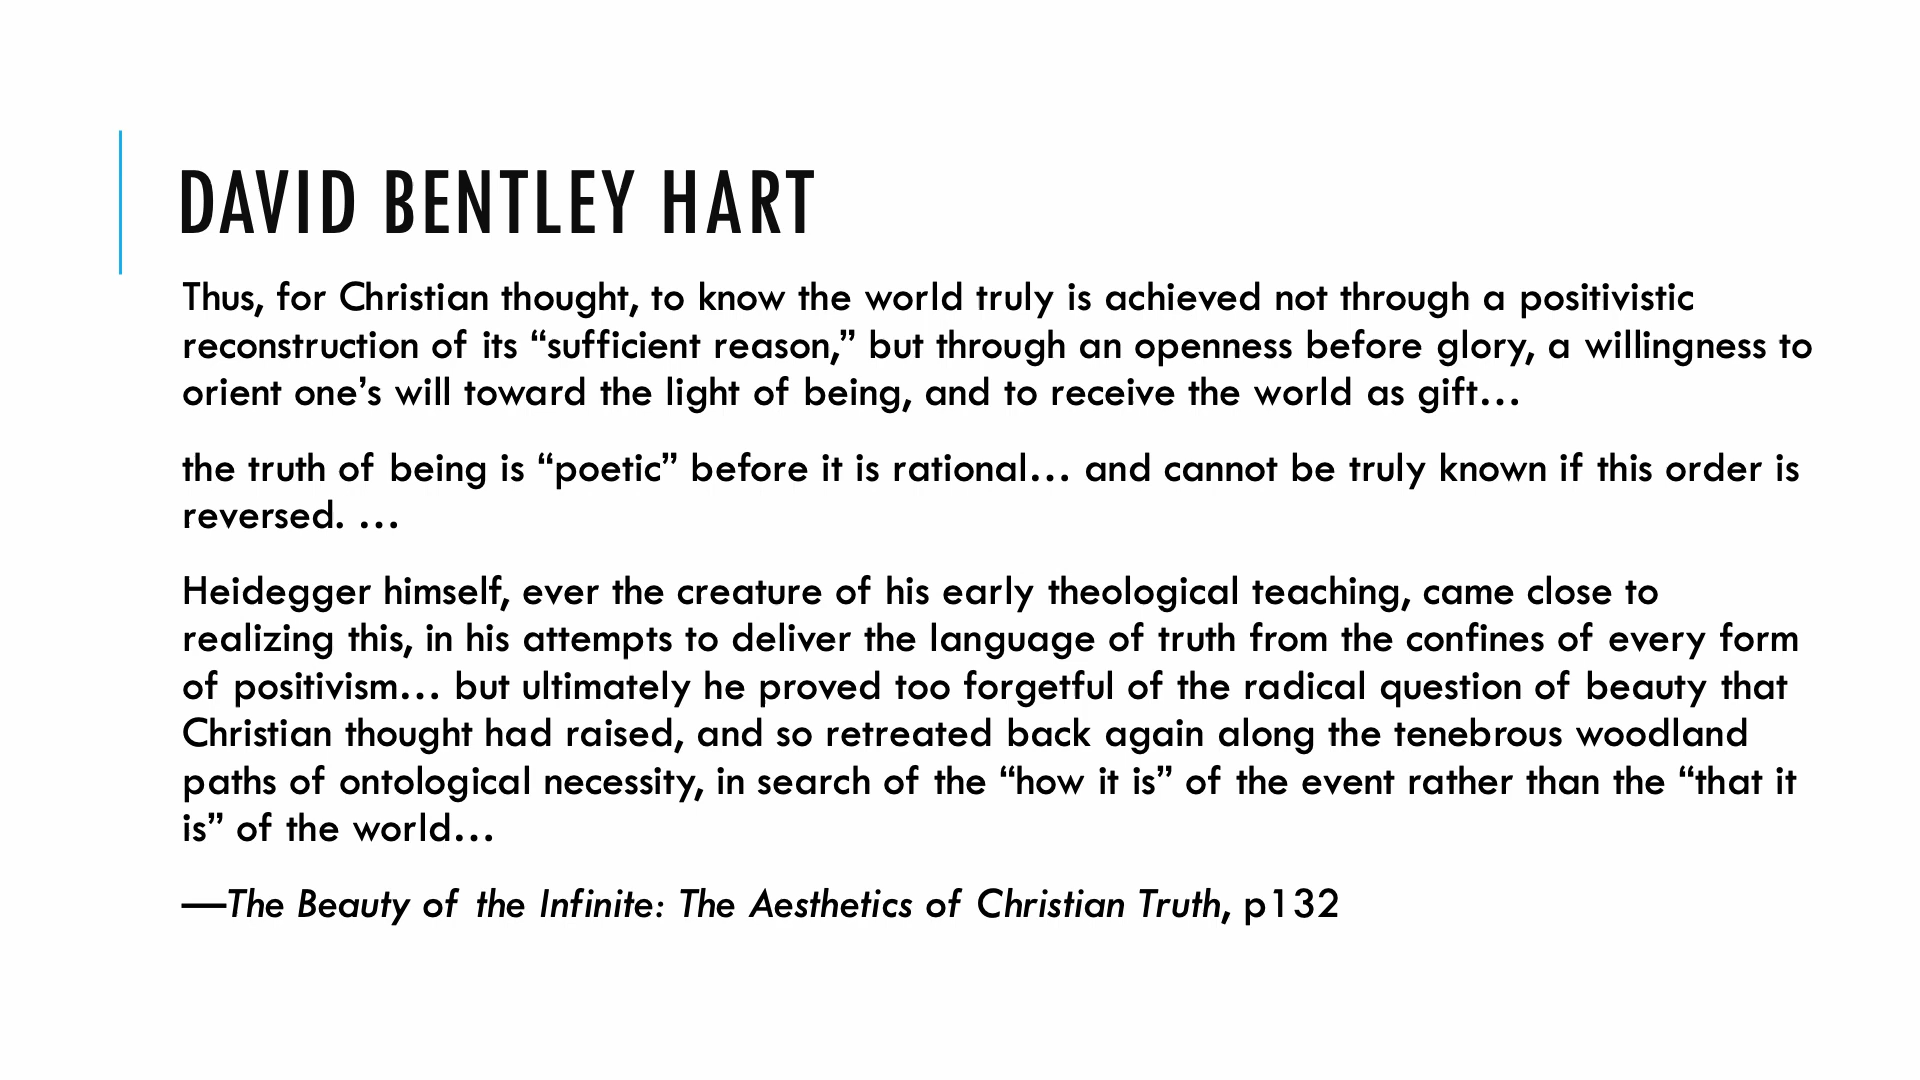 DAVID BENTLEY HART
Thus, for Christian thought, to know the world truly is achieved not through a positivistic
reconstruction of its “sufficient reason,” but through an openness before glory, a willingness to
orient one’s will toward the light of being, and to receive the world as gift…
the truth of being is “poetic” before it is rational… and cannot be truly known if this order is
reversed. …
Heidegger himself, ever the creature of his early theological teaching, came close to
realizing this, in his attempts to deliver the language of truth from the confines of every form
of positivism… but ultimately he proved too forgetful of the radical question of beauty that
Christian thought had raised, and so retreated back again along the tenebrous woodland
paths of ontological necessity, in search of the “how it is” of the event rather than the “that it
is” of the world…
—The Beauty of the Infinite: The Aesthetics of Christian Truth, p132